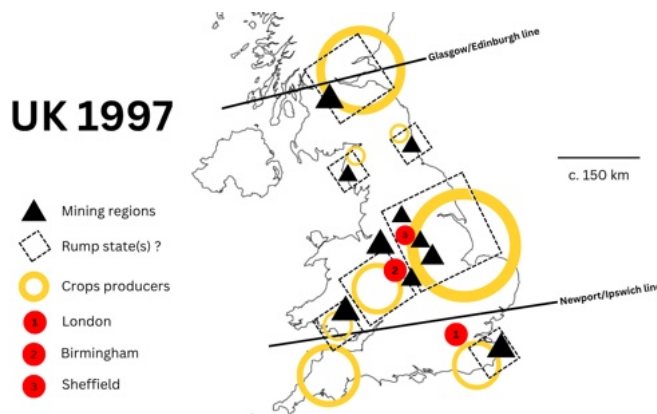 Glasgow/Edinburgh line
UK 1997
c. 150 km
Mining regions
Rump state(s) ?
Crops producers
1 London
2 Birmingham
3 Sheffield
3
2
Newport/Ipswich line
1